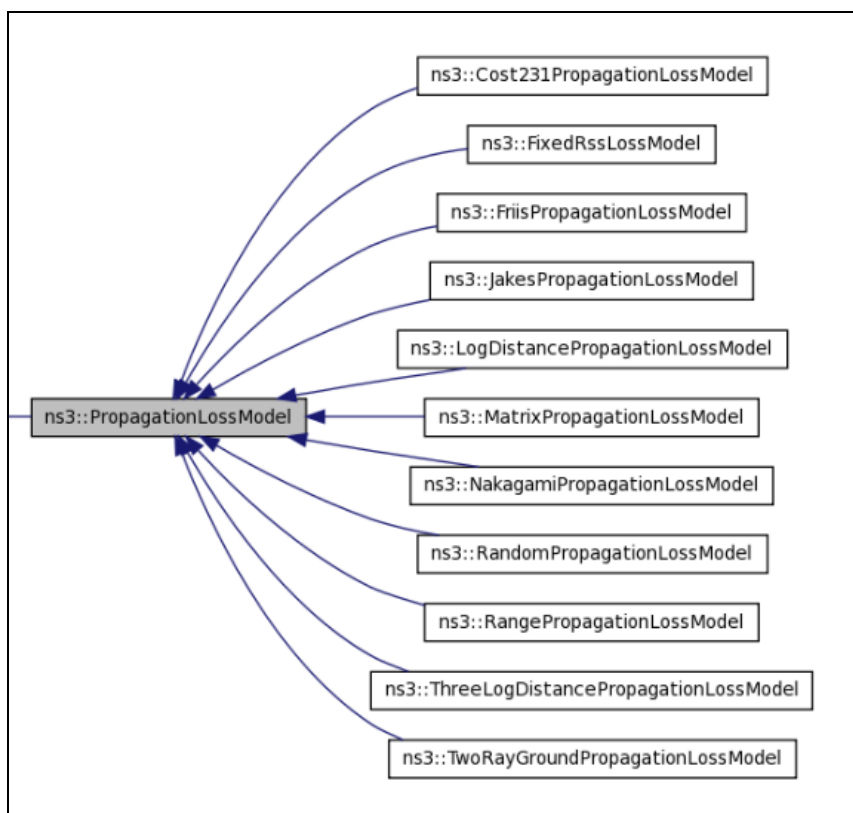 ns3::Cost231PropagationLossModel
ns3::FixedRssLossModel
ns3::FriisPropagationLossModel
ns3::JakesPropagationLossModel
ns3::LogDistancePropagationLossModel
ns3::PropagationLossModel
ns3::MatrixPropagationLossModel
ns3::NakagamiPropagationLossModel
ns3::RandomPropagationLossModel
ns3::RangePropagationLossModel
ns3::ThreeLogDistancePropagationLossModel
ns3::TwoRayGroundPropagationLossModel